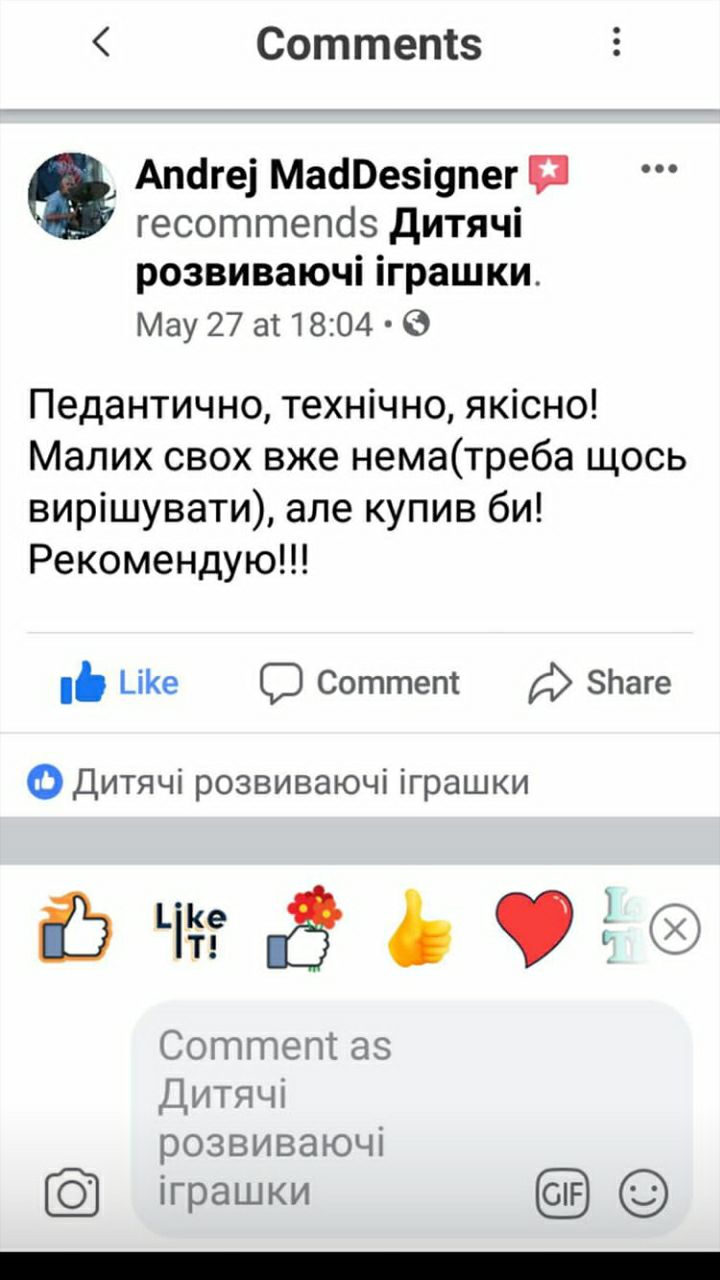 Comments
Andrej MadDesigner
recommends Дитячі
розвиваючі іграшки.
May 27 at 18:04 •
Педантично, технічно, якісно!
Малих свох вже нема(треба щось
вирішувати), але купив би!
Рекомендую!!!
Like Comment Share
Дитячі розвиваючі іграшки
Like
IT!
Comment as
Дитячі
розвиваючі
іграшки
GIF